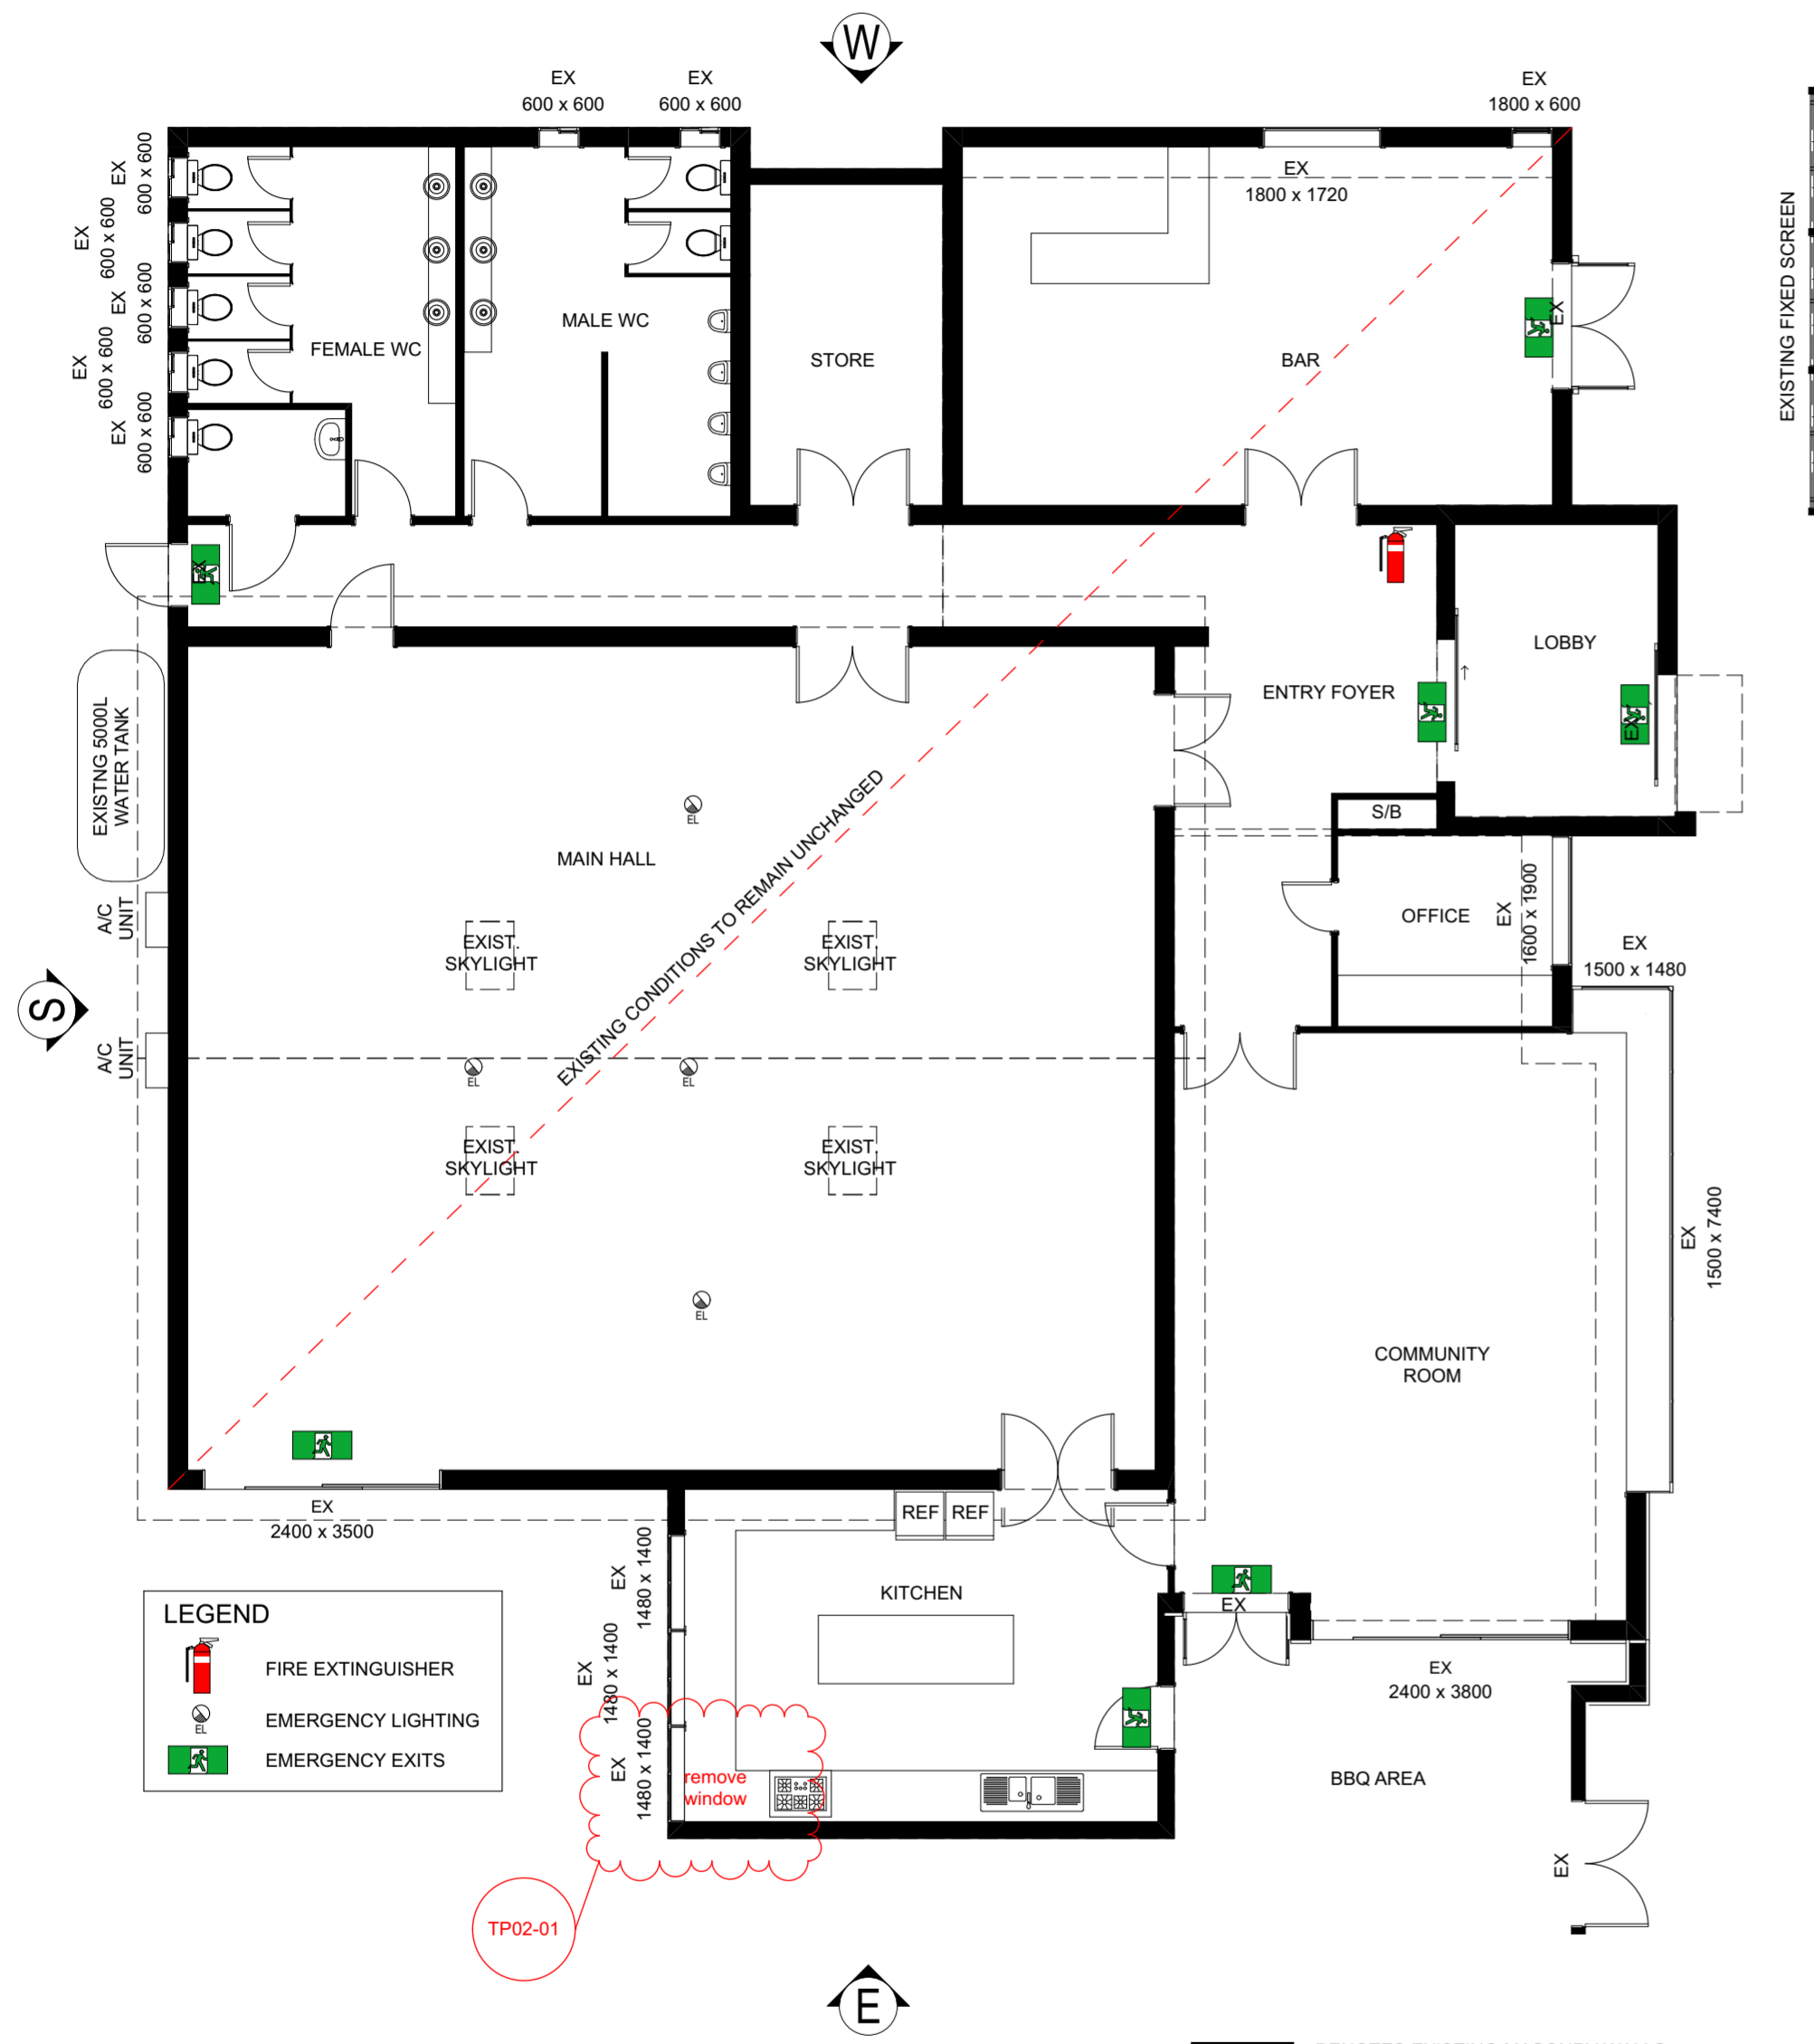 W
EX
600 x 600
EX
600 x 600
EX
1800 x 600
EX
600 x 600
EX
600 x 600
EX
600 x 600
EX
600 x 600
EX
600 x 600
EX
1800 x 1720
EXISTING FIXED SCREEN
FEMALE WC
MALE WC
STORE
BAR
EX
EX
LOBBY
ENTRY FOYER
EX
S/B
EXISTNG 5000L
WATER TANK
MAIN HALL
EXISTING CONDITIONS TO REMAIN UNCHANGED
EL
A/C
UNIT
OFFICE
EX
1600 x 1900
EX
1500 x 1480
EXIST.
SKYLIGHT
EXIST.
SKYLIGHT
S
A/C
UNIT
EL
EL
EXIST.
SKYLIGHT
EXIST.
SKYLIGHT
EX
1500 x 7400
EL
COMMUNITY
ROOM
EX
2400 x 3500
REF
REF
EX
1480 x 1400
KITCHEN
EX
EX
1480 x 1400
EX
2400 x 3800
EX
1480 x 1400
remove
window
BBQ AREA
EX
LEGEND
FIRE EXTINGUISHER
EL
EMERGENCY LIGHTING
EMERGENCY EXITS
TP02-01
E